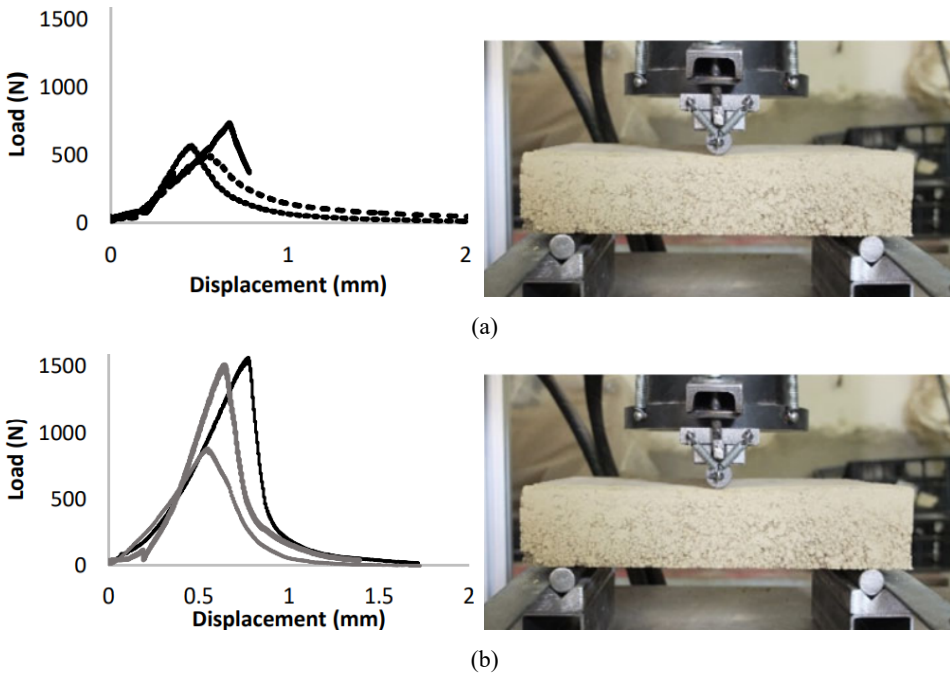 1500
1000
500
0
Load (N)
0 1 2
Displacement (mm)
(a)
1500
1000
500
0
Load (N)
0 0.5 1 1.5 2
Displacement (mm)
(b)